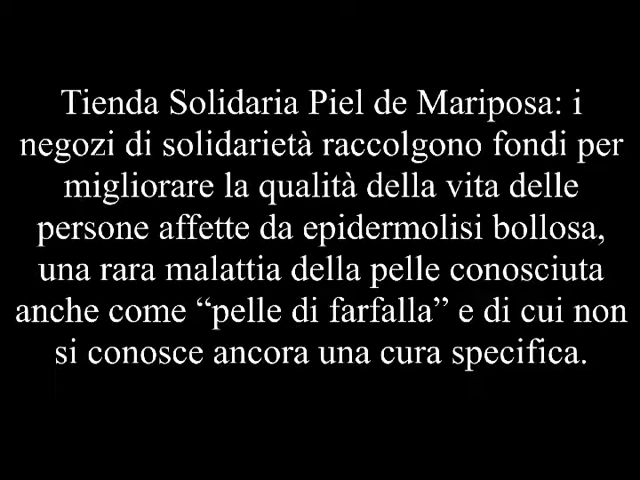 Tienda Solidaria Piel de Mariposa: i
negozi di solidarietà raccolgono fondi per
migliorare la qualità della vita delle
persone affette da epidermolisi bollosa,
una rara malattia della pelle conosciuta
anche come “pelle di farfalla” e di cui non
si conosce ancora una cura specifica.